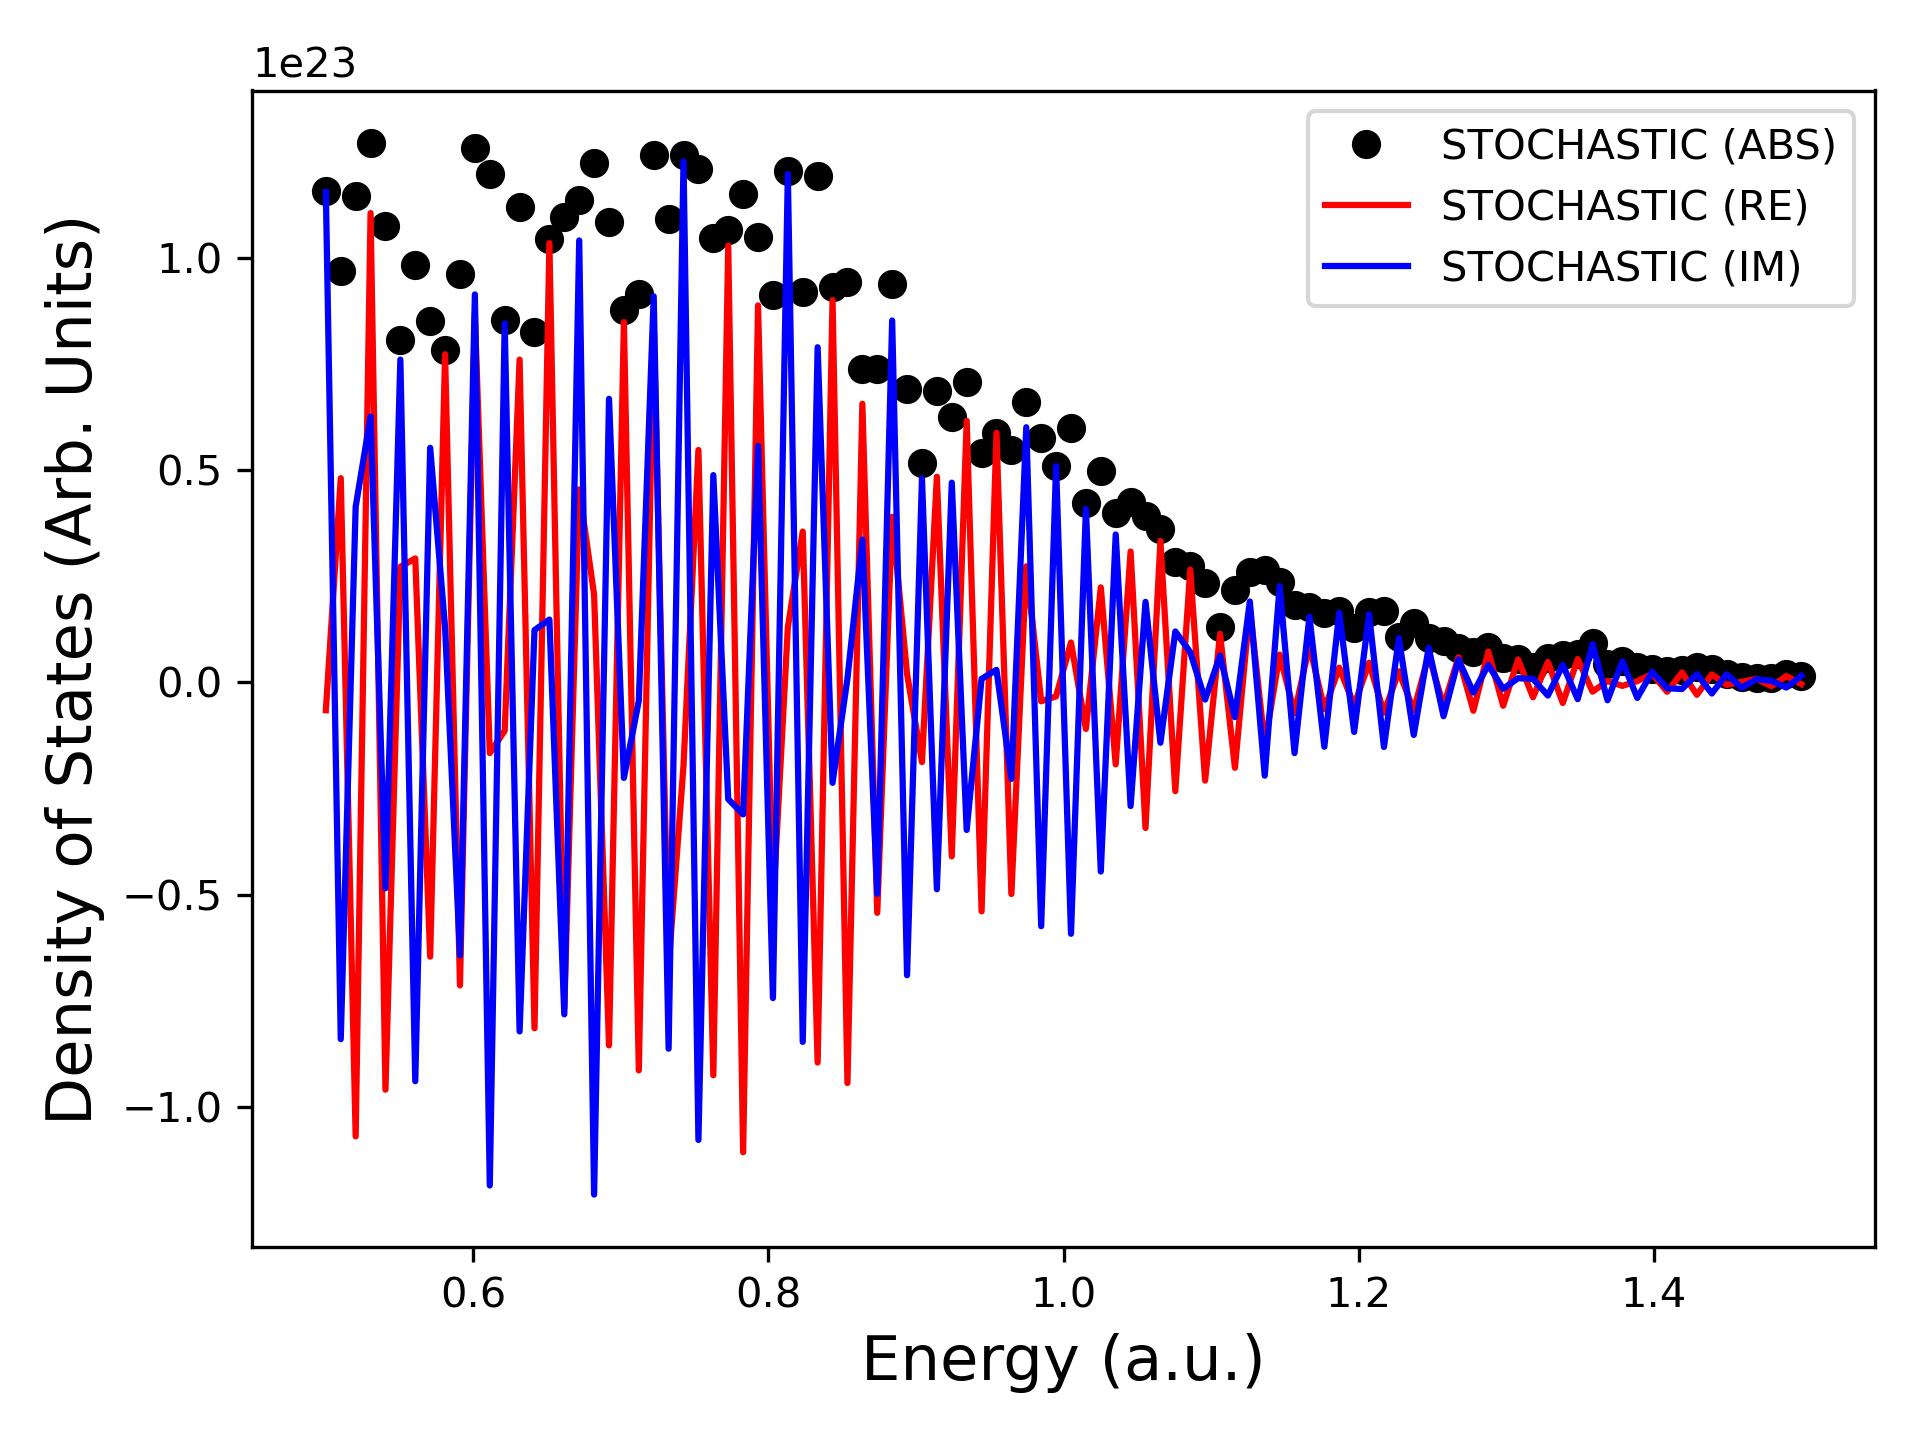 1e23
STOCHASTIC (ABS)
STOCHASTIC (RE)
STOCHASTIC (IM)
Density of States (Arb. Units)
1.0
0.5
0.0
−0.5
−1.0
0.6 0.8 1.0 1.2 1.4
Energy (a.u.)